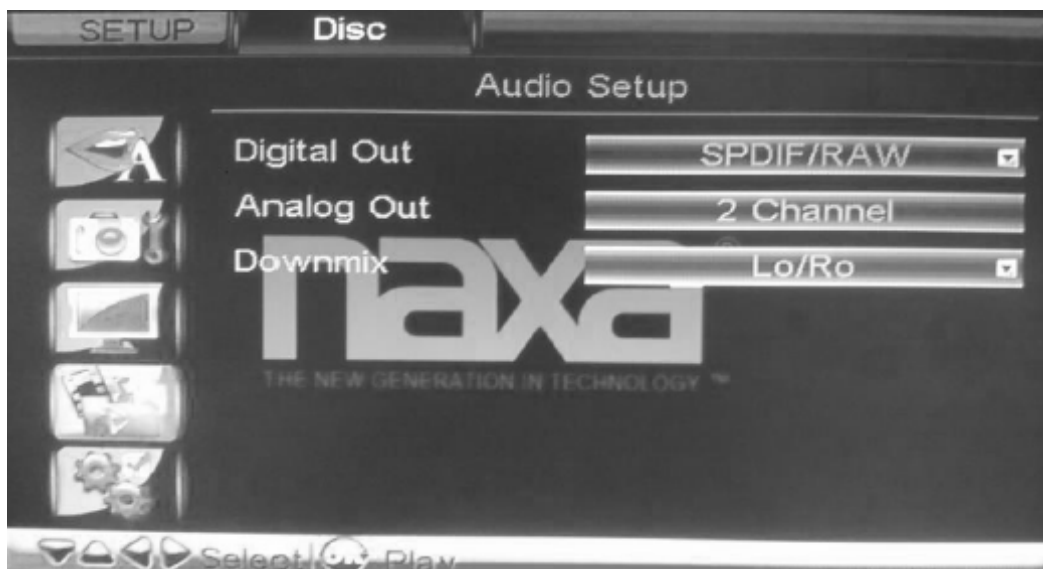 SETUP Disc
Audio Setup
Digital Out SPDIF/RAW
Analog Out 2 Channel
Downmix Lo/Ro
naxa ®
THE NEW GENERATION IN TECHNOLOGY ™
Select Play